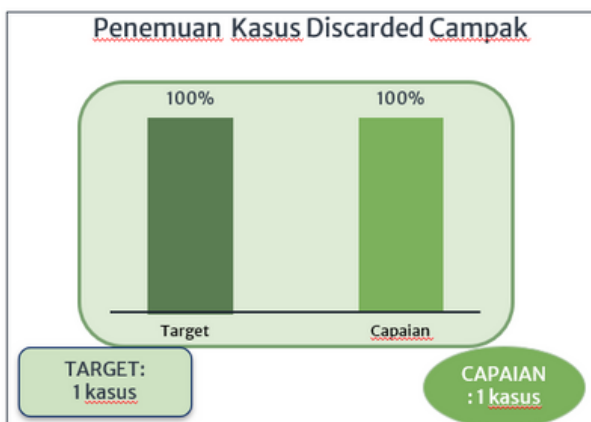 Penemuan Kasus Discarded Campak
100% 100%
Target Capaian
TARGET:
1 kasus
CAPAIAN
: 1 kasus